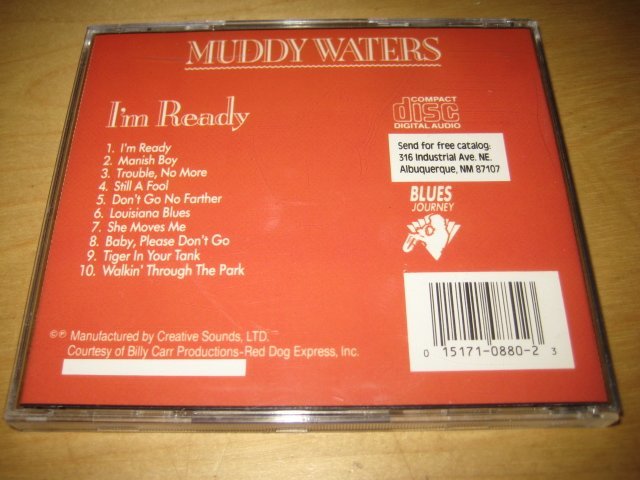 MUDDY WATERS
I'm Ready
1. I'm Ready
2. Manish Boy
3. Trouble, No More
4. Still A Fool
5. Don't Go No Farther
6. Louisiana Blues
7. She Moves Me
8. Baby, Please Don't Go
9. Tiger In Your Tank
10. Walkin' Through The Park
COMPACT
disc
DIGITAL AUDIO
Send for free catalog:
316 Industrial Ave. NE.
Albuquerque, NM 87107
BLUES
JOURNEY
©℗ Manufactured by Creative Sounds, LTD.
Courtesy of Billy Carr Productions-Red Dog Express, Inc.
0 15171-0880-2 3